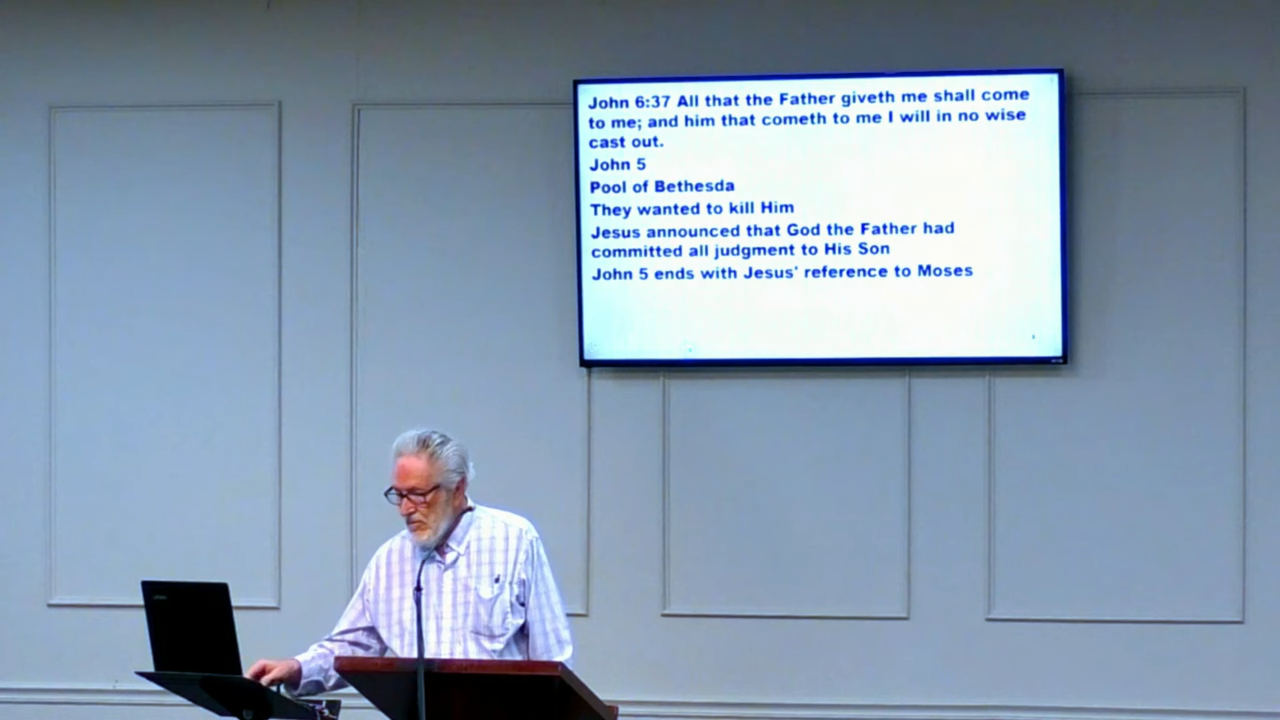 John 6:37 All that the Father giveth me shall come
to me; and him that cometh to me I will in no wise
cast out.
John 5
Pool of Bethesda
They wanted to kill Him
Jesus announced that God the Father had
committed all judgment to His Son
John 5 ends with Jesus' reference to Moses